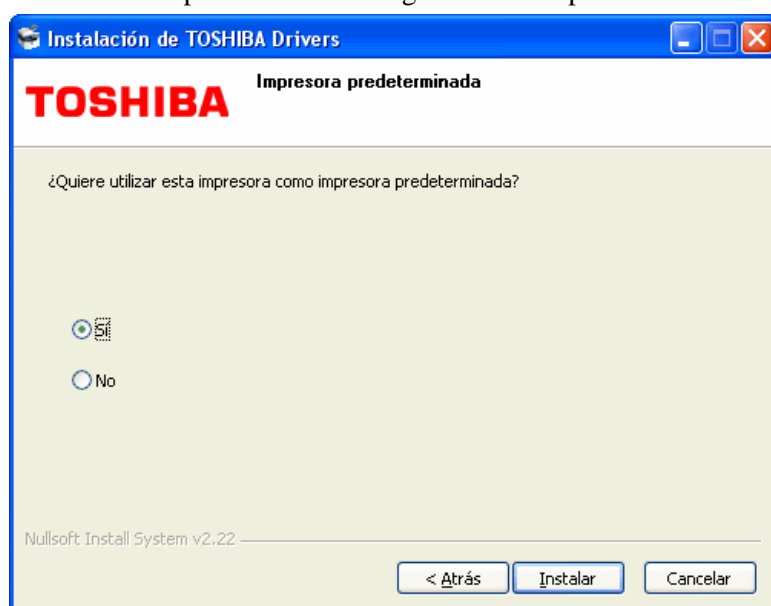 Instalación de TOSHIBA Drivers
TOSHIBA
Impresora predeterminada
¿Quiere utilizar esta impresora como impresora predeterminada?
Sí
No
Nullsoft Install System v2.22
< Atrás
Instalar
Cancelar